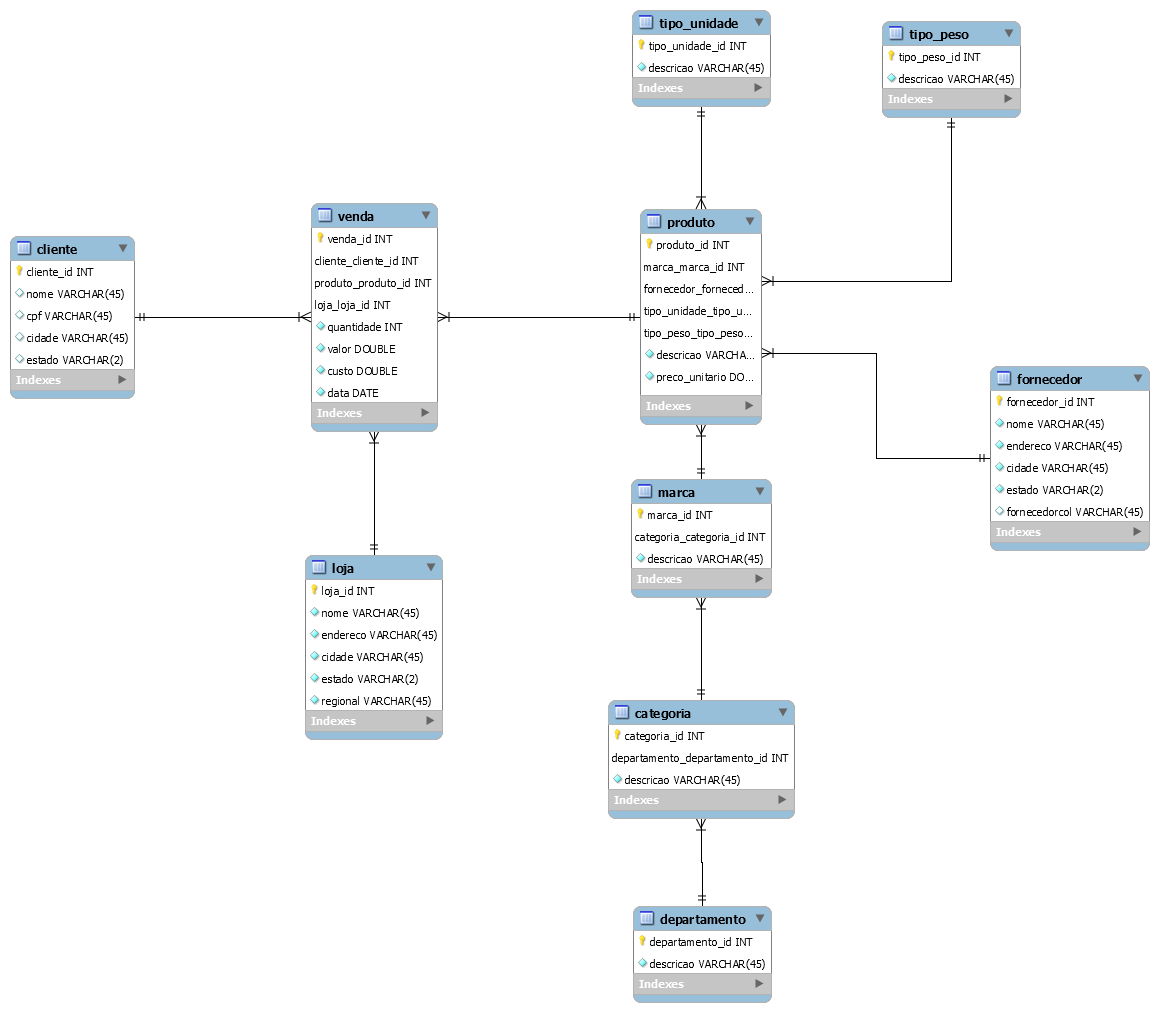 tipo_unidade
tipo_unidade_id INT
descricao VARCHAR(45)
Indexes
tipo_peso
tipo_peso_id INT
descricao VARCHAR(45)
Indexes
cliente
cliente_id INT
nome VARCHAR(45)
cpf VARCHAR(45)
cidade VARCHAR(45)
estado VARCHAR(2)
Indexes
venda
venda_id INT
cliente_cliente_id INT
produto_produto_id INT
loja_loja_id INT
quantidade INT
valor DOUBLE
custo DOUBLE
data DATE
Indexes
produto
produto_id INT
marca_marca_id INT
fornecedor_forneced...
tipo_unidade_tipo_u...
tipo_peso_tipo_peso...
descricao VARCHA...
preco_unitario DO...
Indexes
fornecedor
fornecedor_id INT
nome VARCHAR(45)
endereco VARCHAR(45)
cidade VARCHAR(45)
estado VARCHAR(2)
fornecedorcol VARCHAR(45)
Indexes
marca
marca_id INT
categoria_categoria_id INT
descricao VARCHAR(45)
Indexes
loja
loja_id INT
nome VARCHAR(45)
endereco VARCHAR(45)
cidade VARCHAR(45)
estado VARCHAR(2)
regional VARCHAR(45)
Indexes
categoria
categoria_id INT
departamento_departamento_id INT
descricao VARCHAR(45)
Indexes
departamento
departamento_id INT
descricao VARCHAR(45)
Indexes